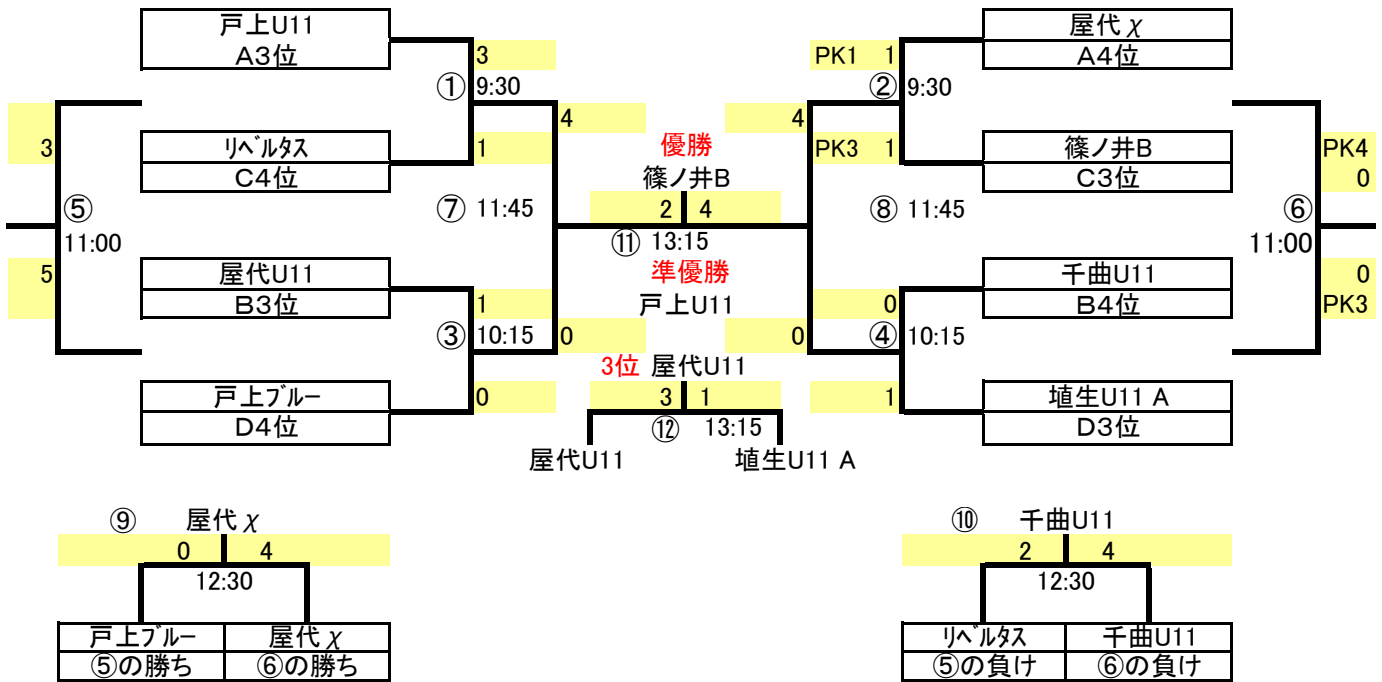 戸上U11
A3位
屋代χ
A4位
3
PK1 1
① 9:30
② 9:30
4
4
3
リベルタス
C4位
1
優勝
篠ノ井B
PK3 1
篠ノ井B
C3位
PK4
0
⑤
11:00
⑦ 11:45
2 4
⑪ 13:15
⑧ 11:45
⑥
11:00
5
屋代U11
B3位
1
準優勝
戸上U11
0
千曲U11
B4位
0
PK3
③ 10:15
0
0
④ 10:15
3位 屋代U11
戸上ブルー
D4位
0
3 1
⑫ 13:15
屋代U11
埴生U11 A
1
埴生U11 A
D3位
⑨ 屋代χ
0 4
12:30
戸上ブルー 屋代χ
⑤の勝ち ⑥の勝ち
⑩ 千曲U11
2 4
12:30
リベルタス 千曲U11
⑤の負け ⑥の負け